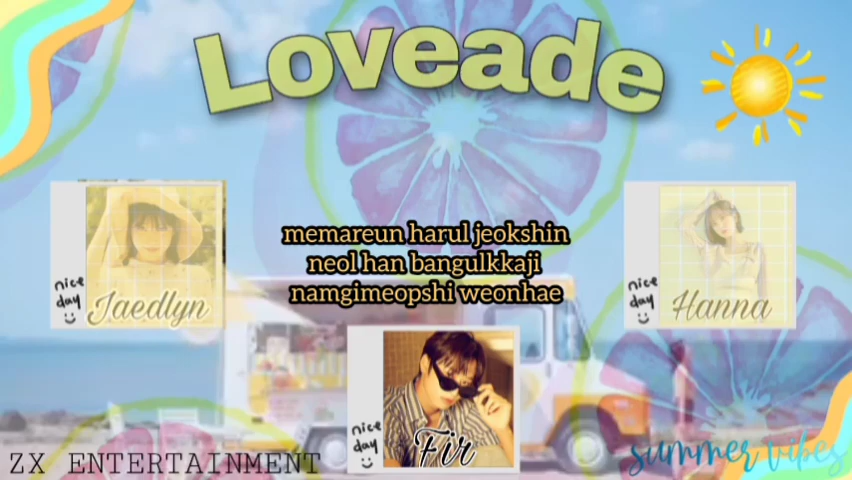 Loveade
memareun harul jeokshin
neol han bangulkkaji
namgimeopshi weonhae
nice
day
Jaedlyn
nice
day
Hanna
nice
day
Fir
ZX ENTERTAINMENT
summer vibes